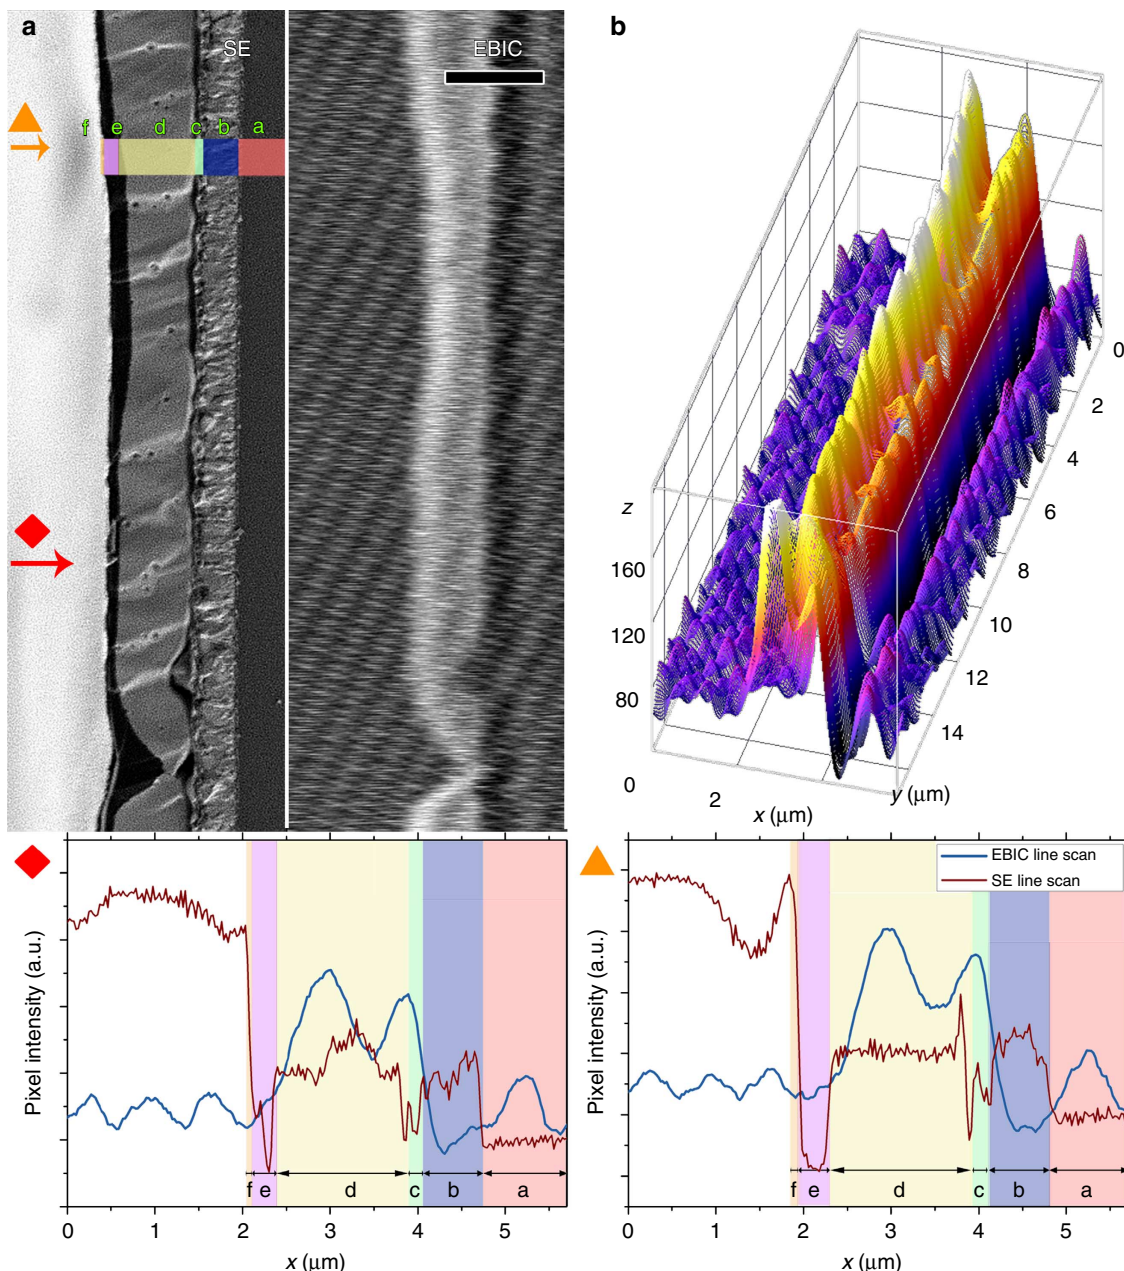 a
SE
EBIC
f e d c b a
b
z
160
120
80
0
2
x (μm)
y (μm)
0
2
4
6
8
10
12
14
Pixel intensity (a.u.)
f e d c b a
0 1 2 3 4 5
x (μm)
EBIC line scan
SE line scan
Pixel intensity (a.u.)
f e d c b a
0 1 2 3 4 5
x (μm)